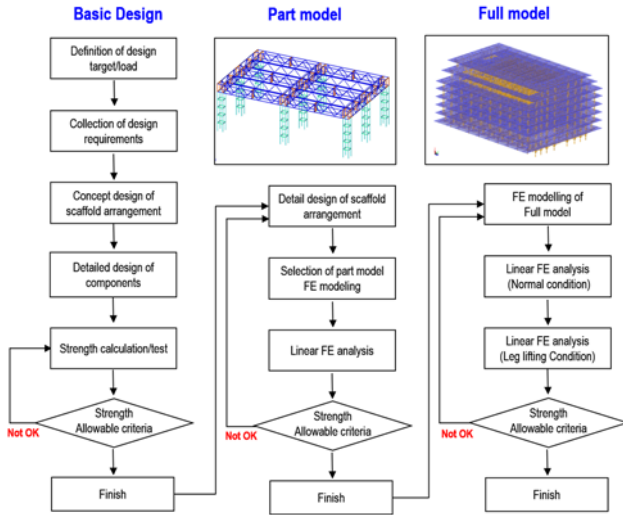 Basic Design
Definition of design
target/load
Collection of design
requirements
Concept design of
scaffold arrangement
Detailed design of
components
Strength calculation/test
Strength
Allowable criteria
Not OK
Finish
Part model
Detail design of scaffold
arrangement
Selection of part model
FE modeling
Linear FE analysis
Strength
Allowable criteria
Not OK
Finish
Full model
FE modelling of
Full model
Linear FE analysis
(Normal condition)
Linear FE analysis
(Leg lifting Condition)
Strength
Allowable criteria
Not OK
Finish